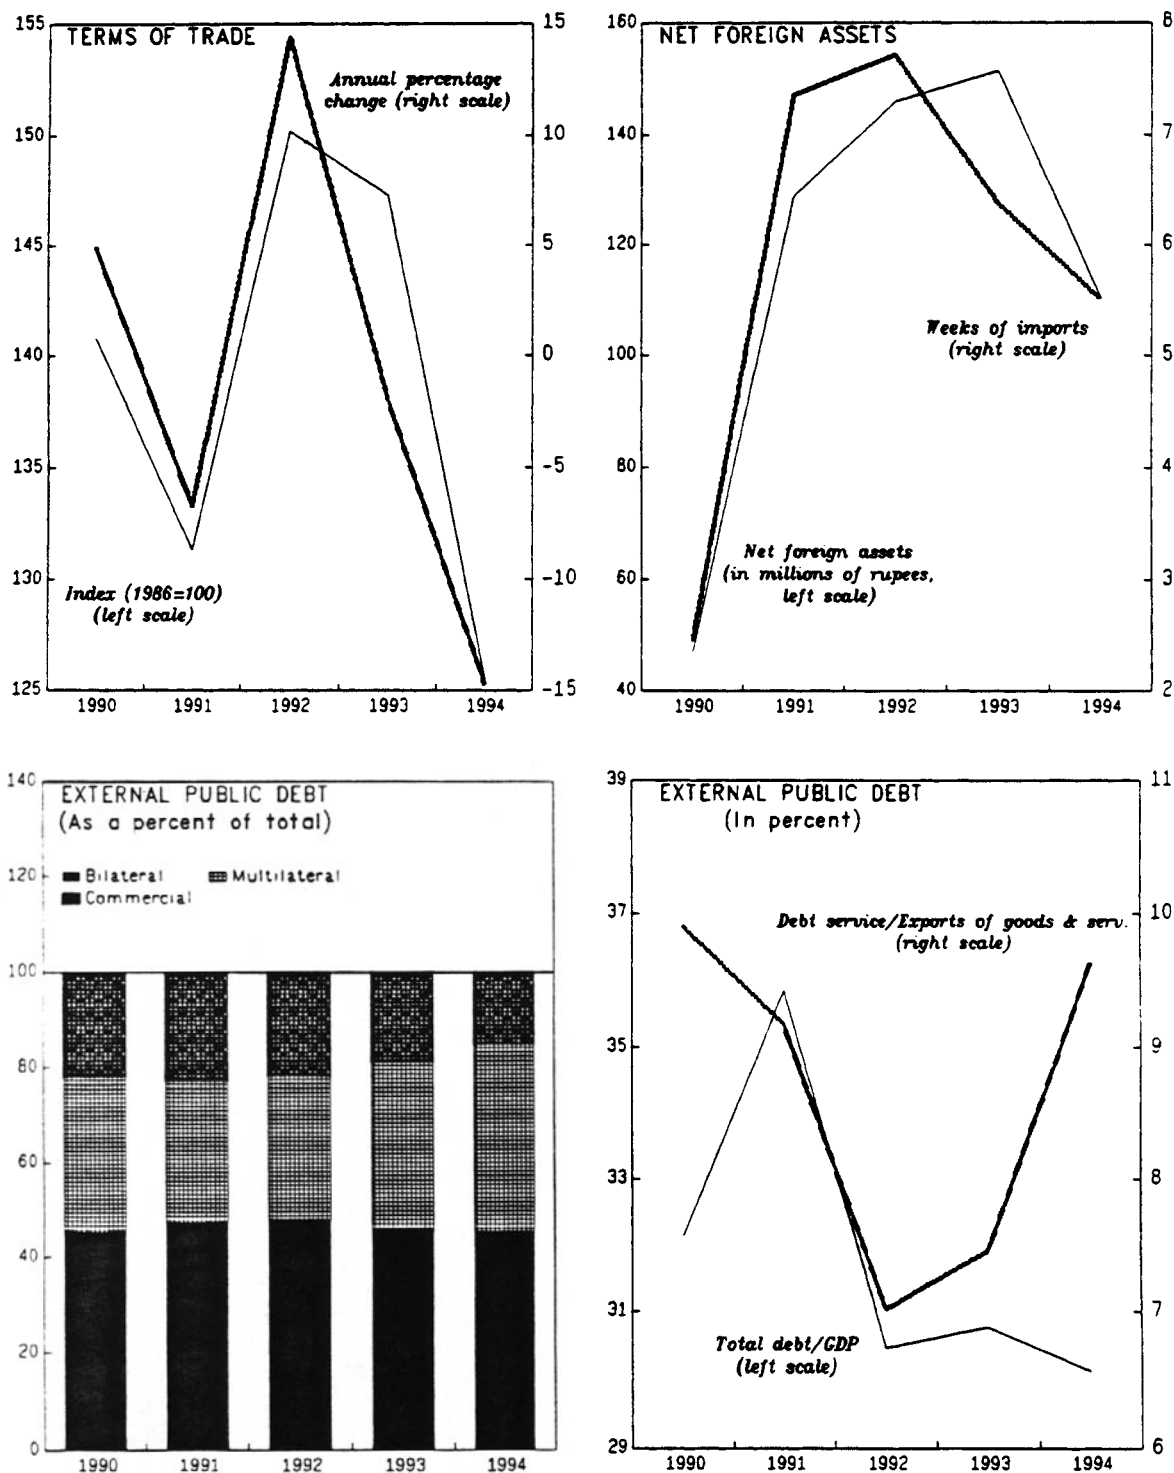 TERMS OF TRADE
155
150
145
140
135
130
125
15
10
5
0
-5
-10
-15
Annual percentage
change (right scale)
Index (1986=100)
(left scale)
1990 1991 1992 1993 1994
NET FOREIGN ASSETS
160
140
120
100
80
60
40
8
7
6
5
4
3
2
Weeks of imports
(right scale)
Net foreign assets
(in millions of rupees,
left scale)
1990 1991 1992 1993 1994
EXTERNAL PUBLIC DEBT
(As a percent of total)
140
120
100
80
60
40
20
0
Bilateral Multilateral
Commercial
1990 1991 1992 1993 1994
EXTERNAL PUBLIC DEBT
(In percent)
39
37
35
33
31
29
11
10
9
8
7
6
Debt service/Exports of goods & serv.
(right scale)
Total debt/GDP
(left scale)
1990 1991 1992 1993 1994